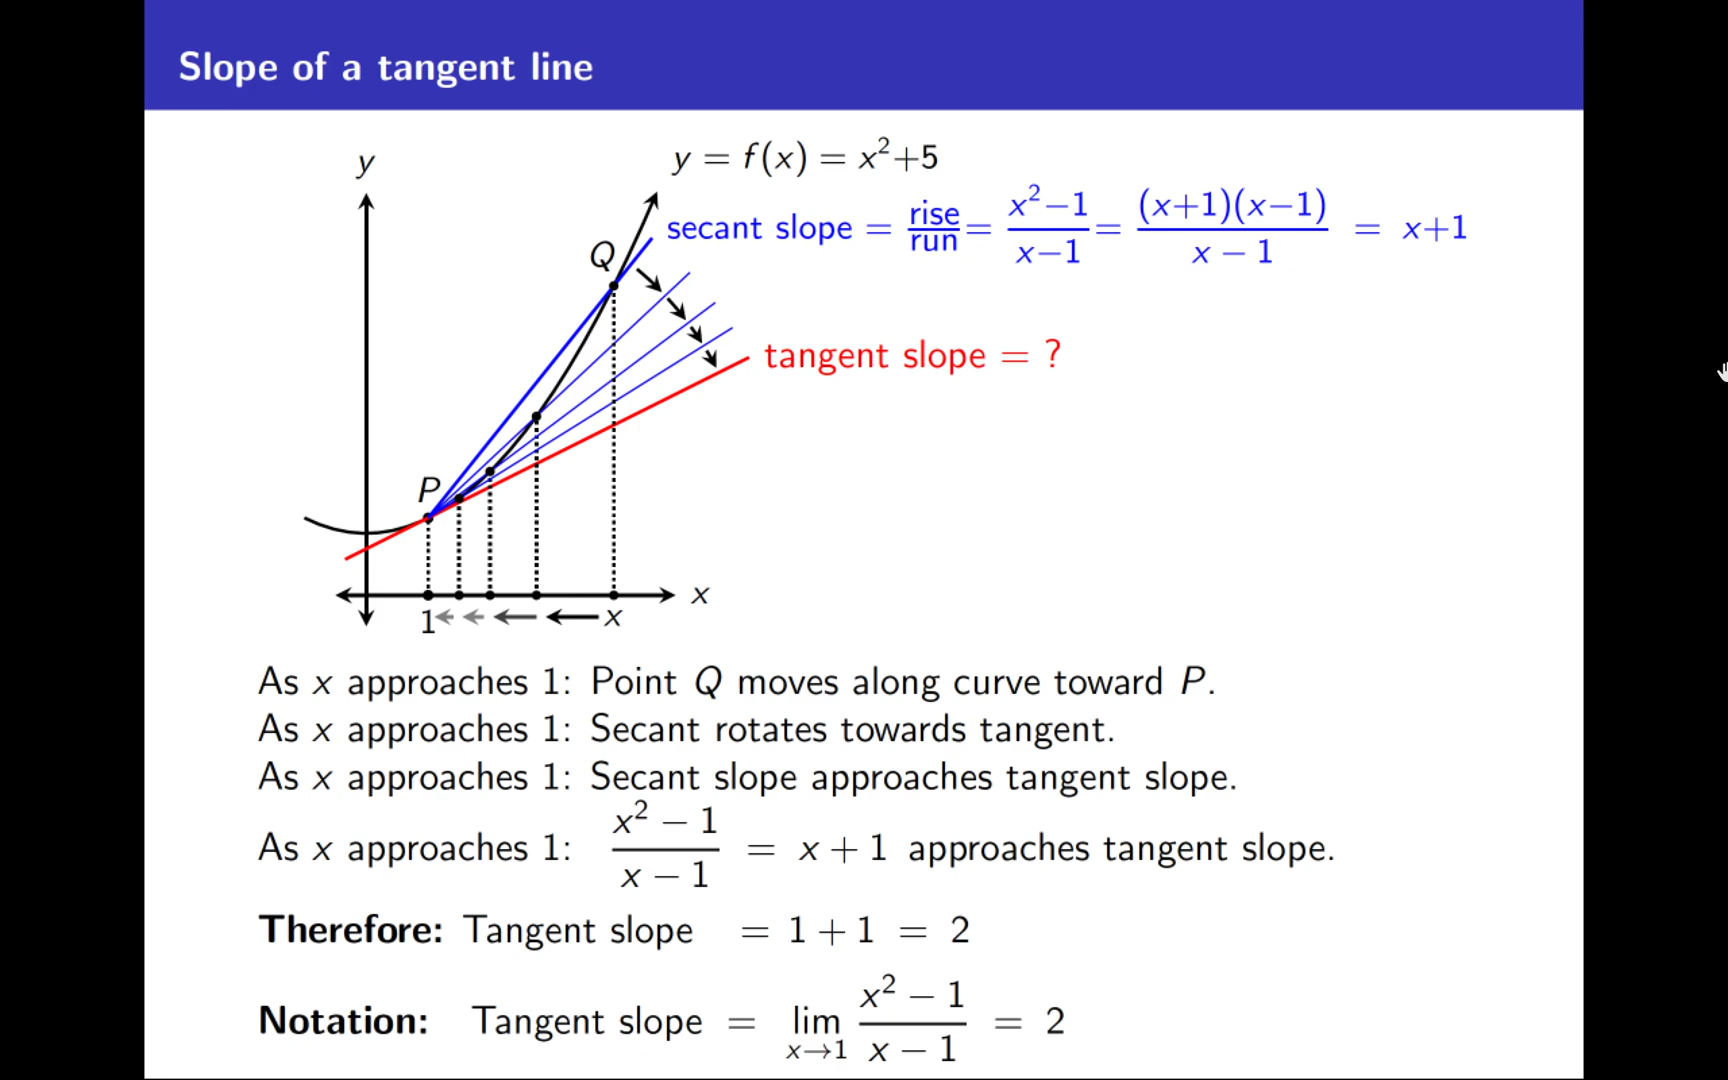 Slope of a tangent line
y
y = f(x) = x²+5
secant slope = rise/run = x²−1/x−1 = (x+1)(x−1)/x − 1 = x+1
Q
tangent slope = ?
P
x
1
x
As x approaches 1: Point Q moves along curve toward P.
As x approaches 1: Secant rotates towards tangent.
As x approaches 1: Secant slope approaches tangent slope.
As x approaches 1: x² − 1/x − 1 = x + 1 approaches tangent slope.
Therefore: Tangent slope = 1 + 1 = 2
Notation: Tangent slope = lim x→1 x² − 1/x − 1 = 2